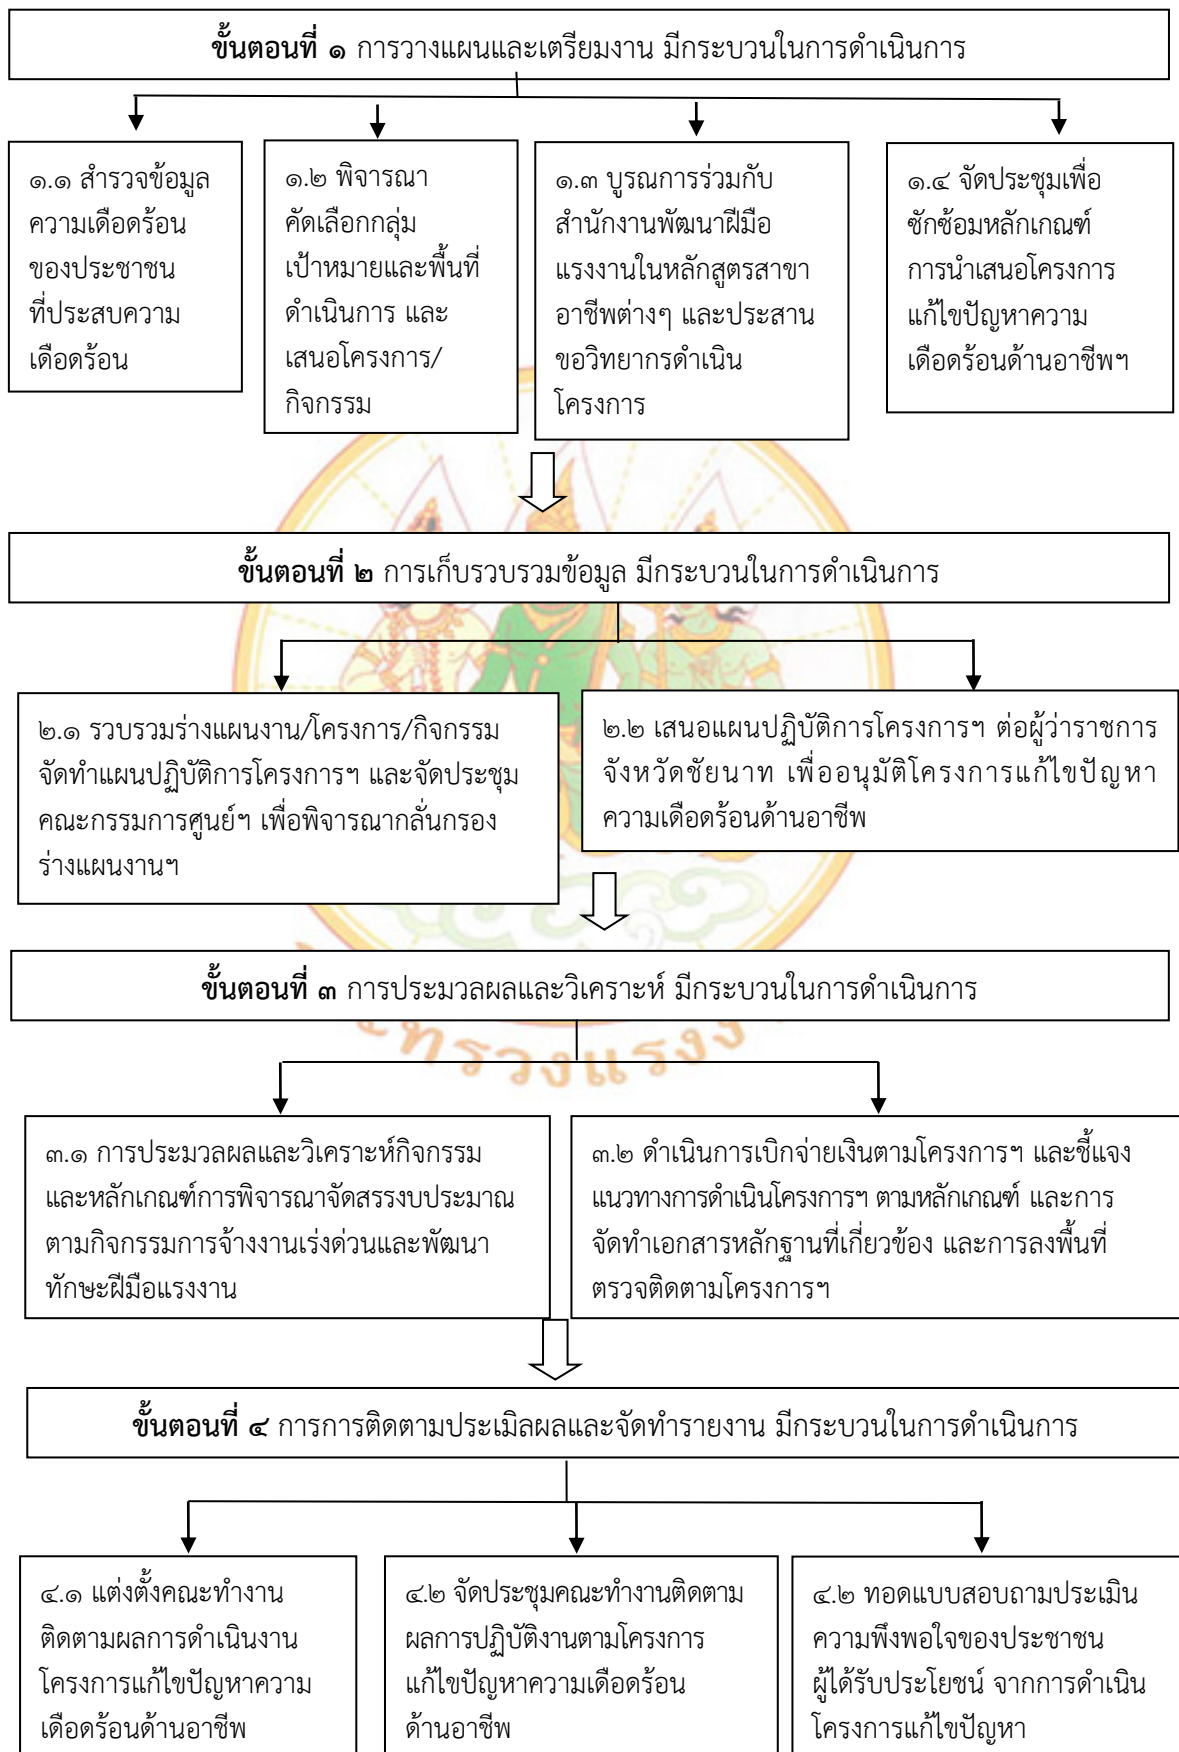 ขั้นตอนที่ ๑ การวางแผนและเตรียมงาน มีกระบวนในการดำเนินการ
๑.๑ สำรวจข้อมูล
ความเดือดร้อน
ของประชาชน
ที่ประสบความ
เดือดร้อน
๑.๒ พิจารณา
คัดเลือกกลุ่ม
เป้าหมายและพื้นที่
ดำเนินการ และ
เสนอโครงการ/
กิจกรรม
๑.๓ บูรณการร่วมกับ
สำนักงานพัฒนาฝีมือ
แรงงานในหลักสูตรสาขา
อาชีพต่างๆ และประสาน
ขอวิทยากรดำเนิน
โครงการ
๑.๔ จัดประชุมเพื่อ
ซักซ้อมหลักเกณฑ์
การนำเสนอโครงการ
แก้ไขปัญหาความ
เดือดร้อนด้านอาชีพฯ
ขั้นตอนที่ ๒ การเก็บรวบรวมข้อมูล มีกระบวนในการดำเนินการ
๒.๑ รวบรวมร่างแผนงาน/โครงการ/กิจกรรม
จัดทำแผนปฏิบัติการโครงการฯ และจัดประชุม
คณะกรรมการศูนย์ฯ เพื่อพิจารณากลั่นกรอง
ร่างแผนงานฯ
๒.๒ เสนอแผนปฏิบัติการโครงการฯ ต่อผู้ว่าราชการ
จังหวัดชัยนาท เพื่ออนุมัติโครงการแก้ไขปัญหา
ความเดือดร้อนด้านอาชีพ
ขั้นตอนที่ ๓ การประมวลผลและวิเคราะห์ มีกระบวนในการดำเนินการ
ะทรวงแรงง
๓.๑ การประมวลผลและวิเคราะห์กิจกรรม
และหลักเกณฑ์การพิจารณาจัดสรรงบประมาณ
ตามกิจกรรมการจ้างงานเร่งด่วนและพัฒนา
ทักษะฝีมือแรงงาน
๓.๒ ดำเนินการเบิกจ่ายเงินตามโครงการฯ และชี้แจง
แนวทางการดำเนินโครงการฯ ตามหลักเกณฑ์ และการ
จัดทำเอกสารหลักฐานที่เกี่ยวข้อง และการลงพื้นที่
ตรวจติดตามโครงการฯ
ขั้นตอนที่ ๔ การการติดตามประเมิลผลและจัดทำรายงาน มีกระบวนในการดำเนินการ
๔.๑ แต่งตั้งคณะทำงาน
ติดตามผลการดำเนินงาน
โครงการแก้ไขปัญหาความ
เดือดร้อนด้านอาชีพ
๔.๒ จัดประชุมคณะทำงานติดตาม
ผลการปฏิบัติงานตามโครงการ
แก้ไขปัญหาความเดือดร้อน
ด้านอาชีพ
๔.๒ ทอดแบบสอบถามประเมิน
ความพึงพอใจของประชาชน
ผู้ได้รับประโยชน์ จากการดำเนิน
โครงการแก้ไขปัญหา